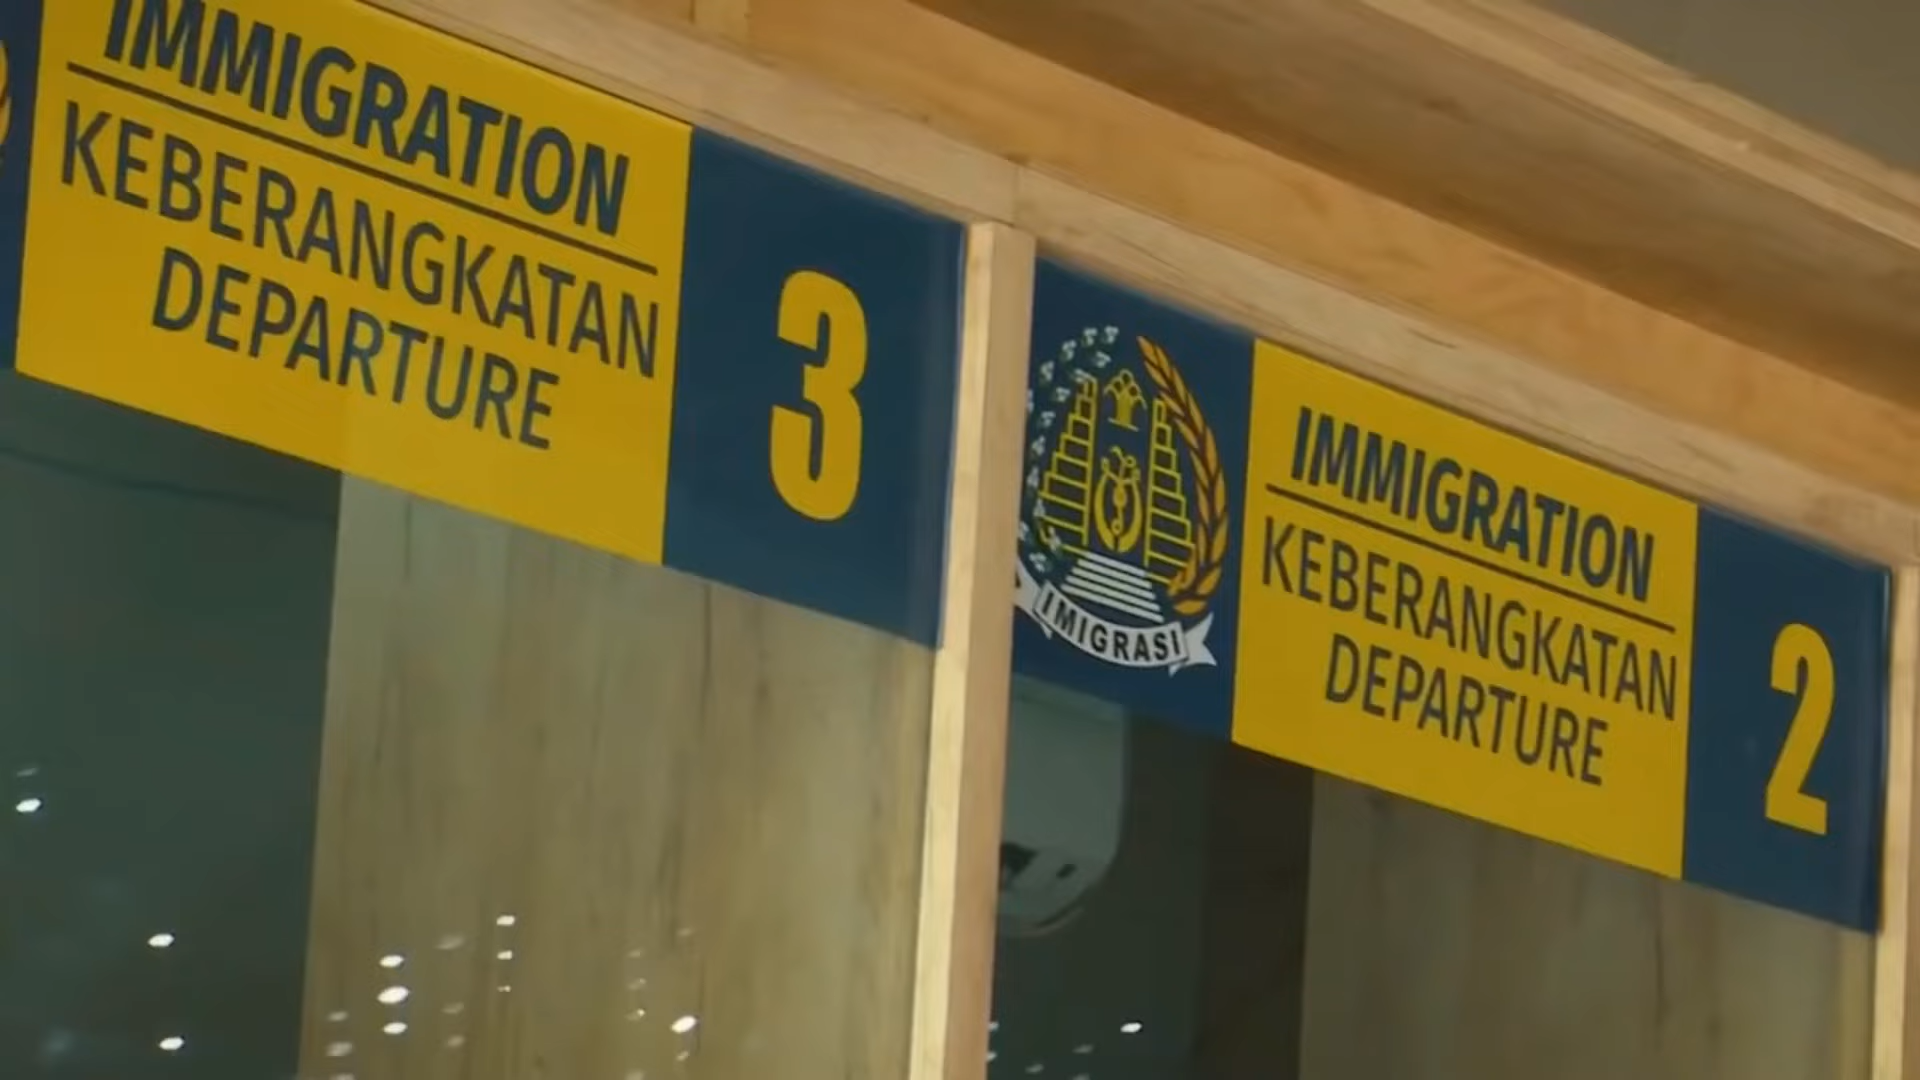 IMMIGRATION
KEBERANGKATAN
DEPARTURE
3
IMIGRASI
IMMIGRATION
KEBERANGKATAN
DEPARTURE
2